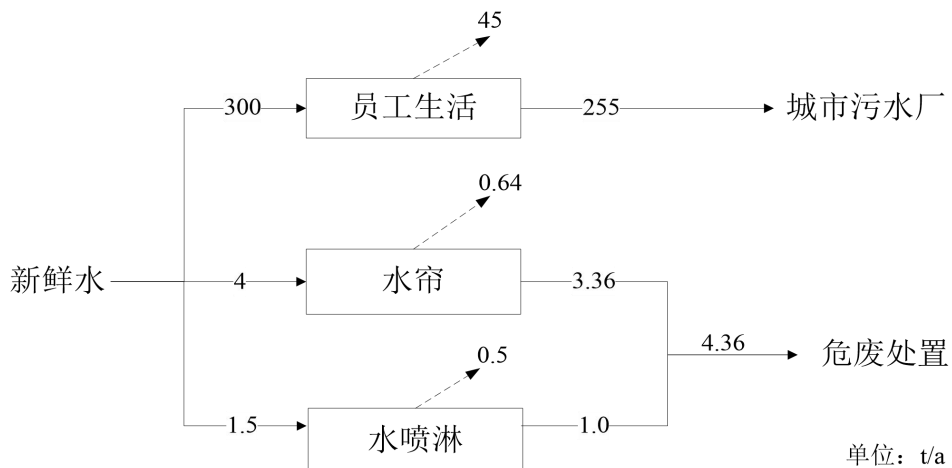 45
300
员工生活
255
城市污水厂
0.64
新鲜水
4
水帘
3.36
0.5
4.36
危废处置
1.5
水喷淋
1.0
单位：t/a